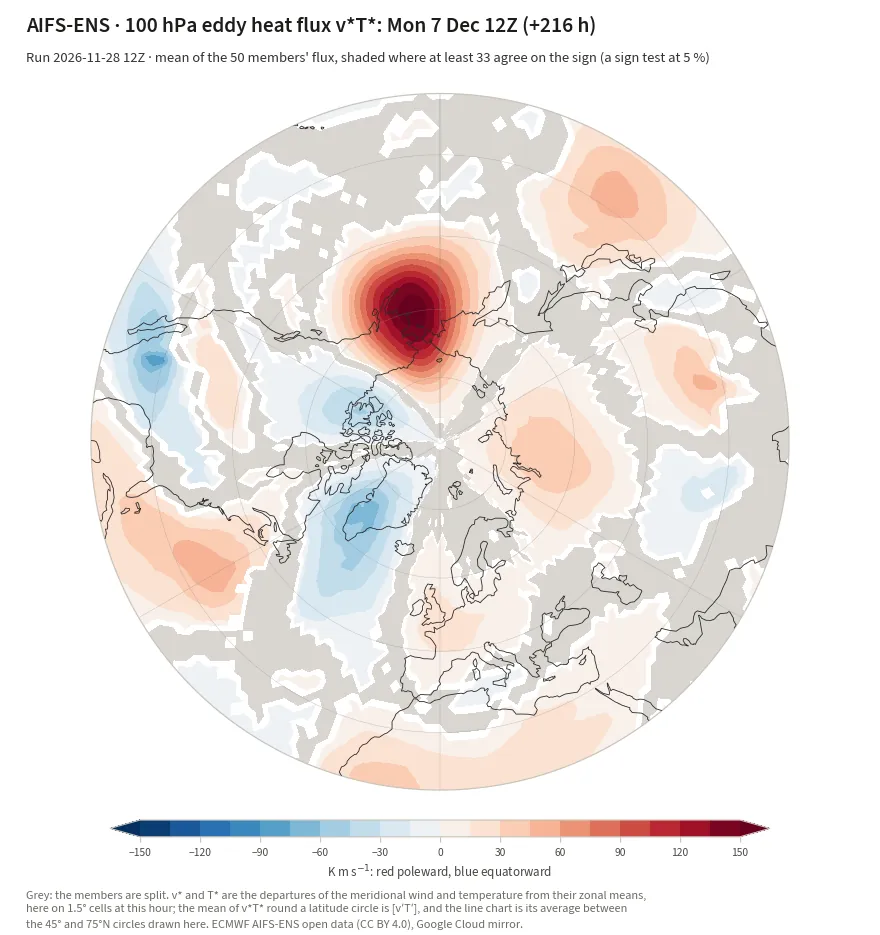 AIFS-ENS · 100 hPa eddy heat flux v*T*: Mon 7 Dec 12Z (+216 h)
Run 2026-11-28 12Z · mean of the 50 members' flux, shaded where at least 33 agree on the sign (a sign test at 5 %)
−150 −120 −90 −60 −30 0 30 60 90 120 150
K m s⁻¹: red poleward, blue equatorward
Grey: the members are split. v* and T* are the departures of the meridional wind and temperature from their zonal means,
here on 1.5° cells at this hour; the mean of v*T* round a latitude circle is [v′T′], and the line chart is its average between
the 45° and 75°N circles drawn here. ECMWF AIFS-ENS open data (CC BY 4.0), Google Cloud mirror.